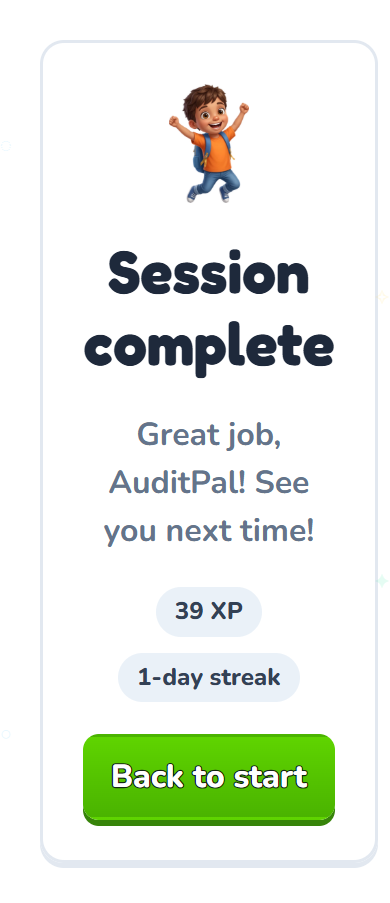 Session
complete
Great job,
AuditPal! See
you next time!
39 XP
1-day streak
Back to start